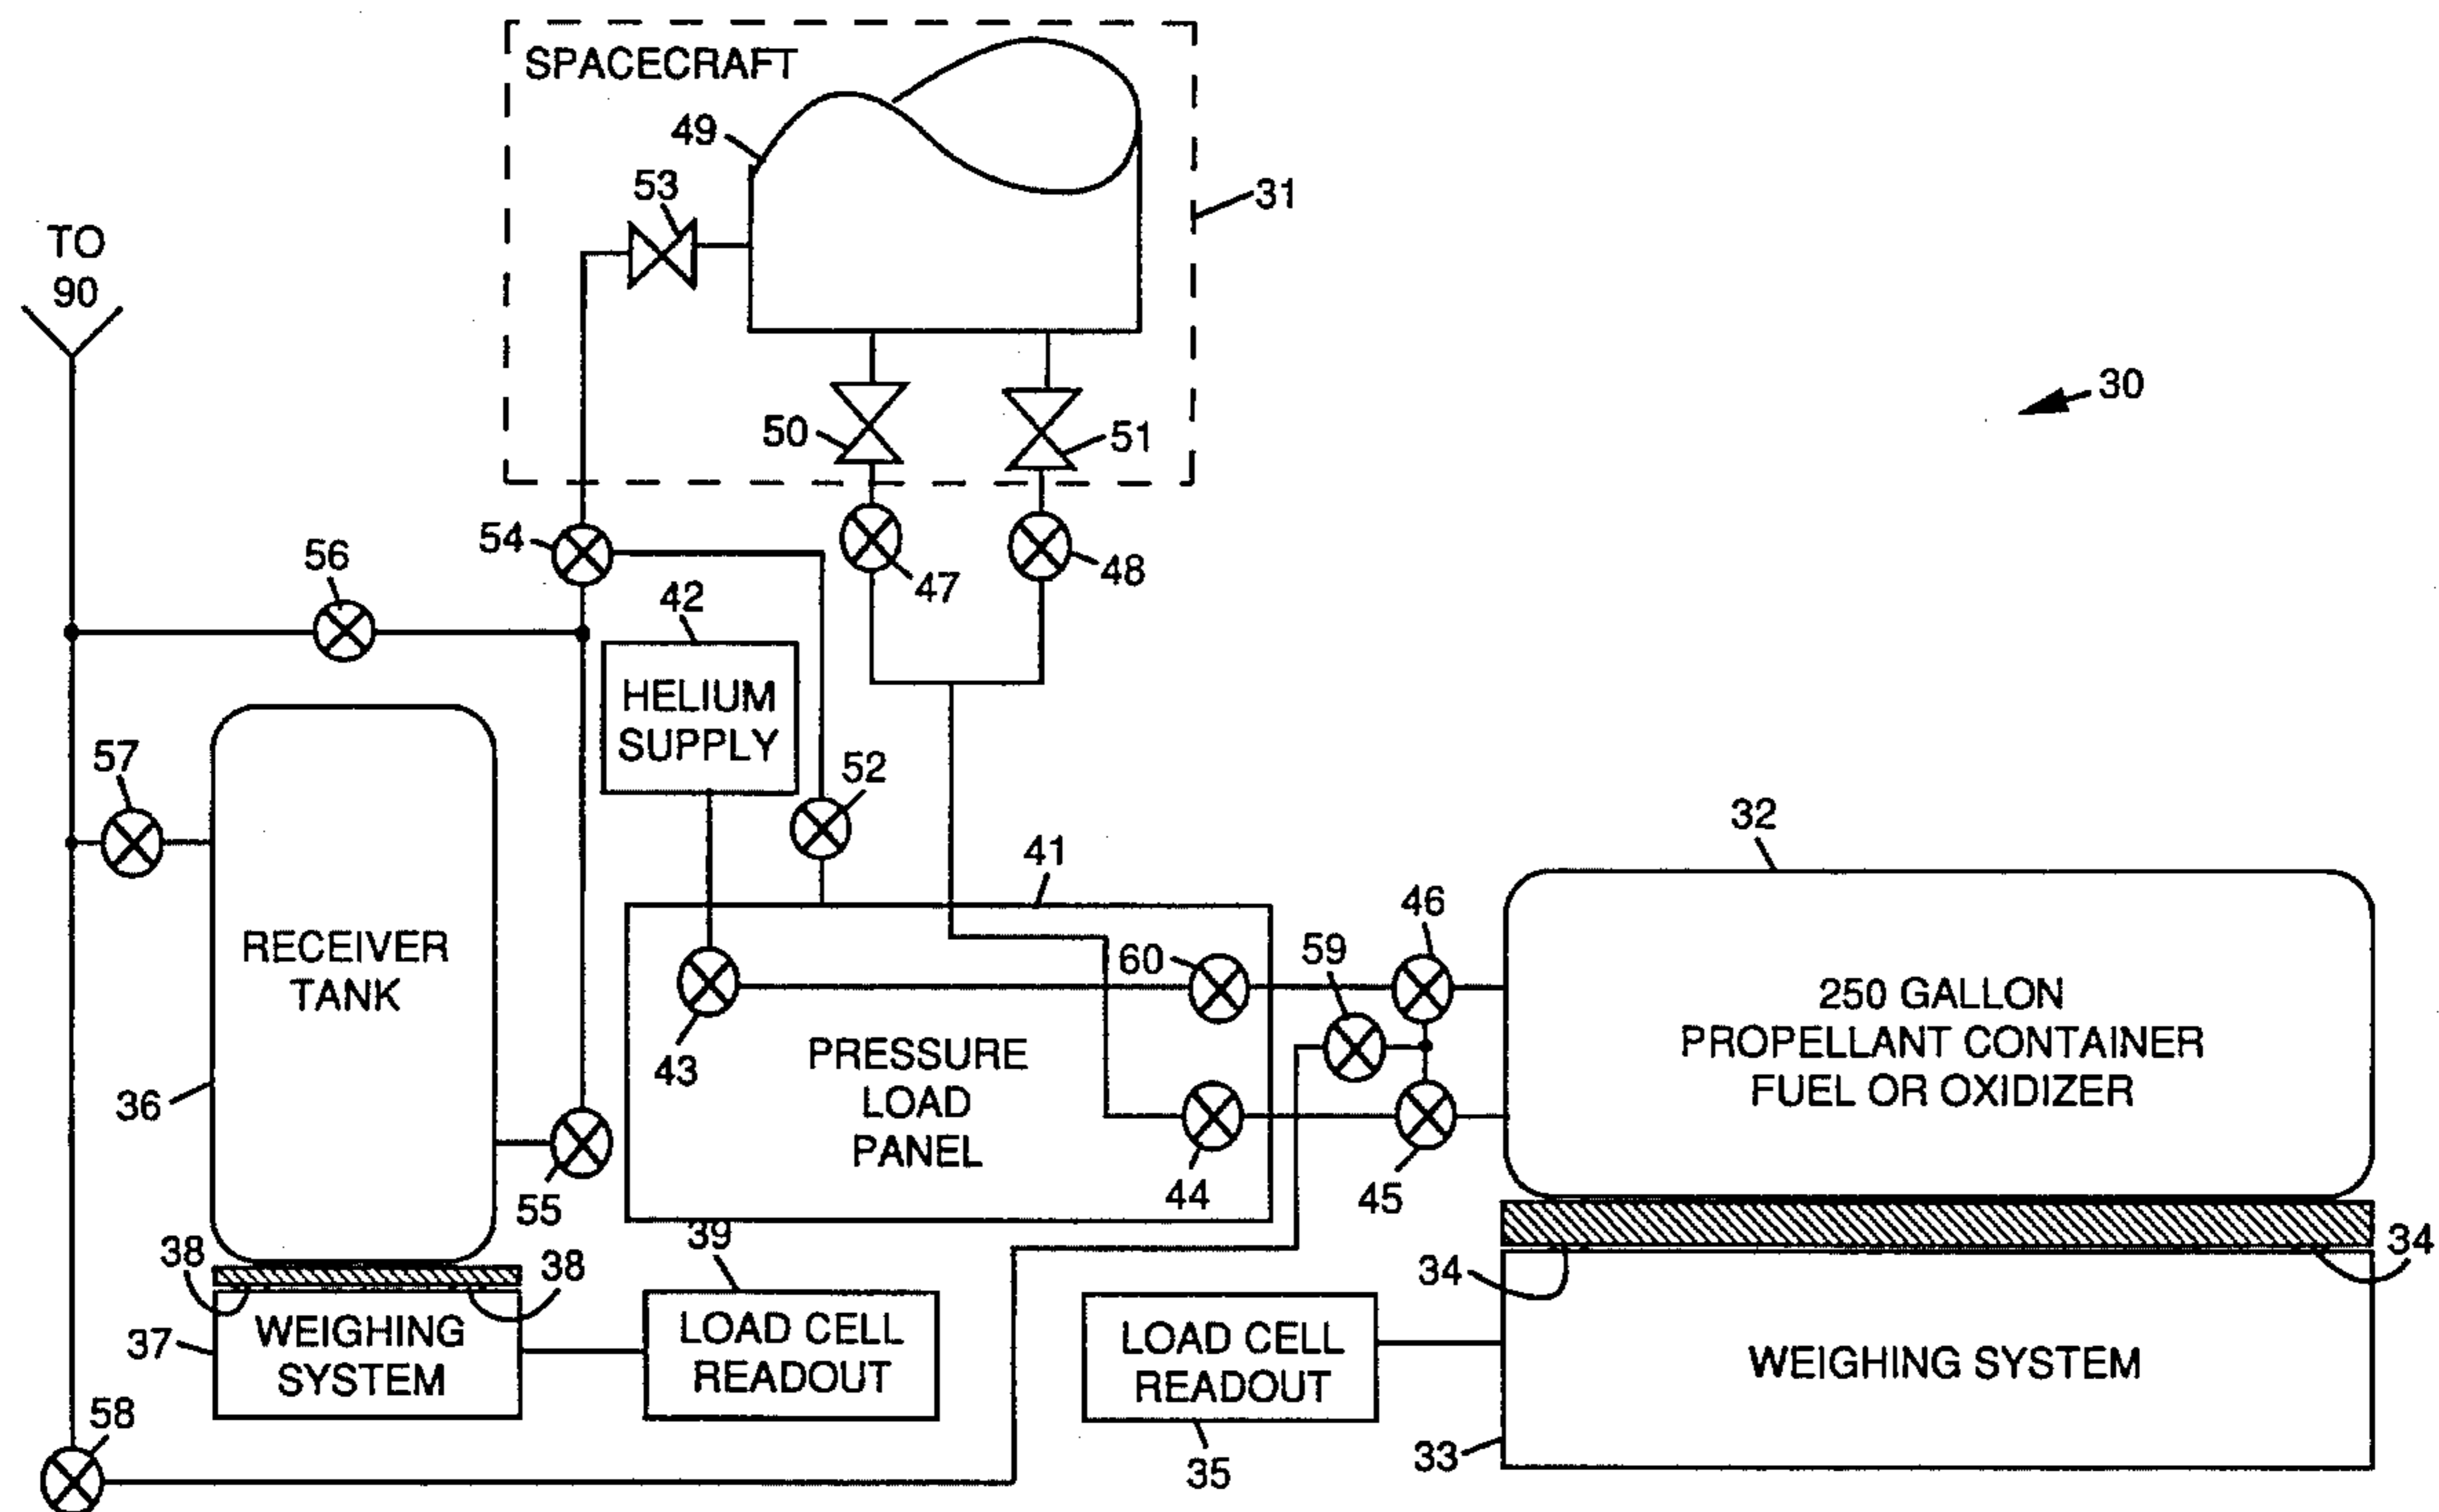 SPACECRAFT
49
53
31
TO
90
30
50
51
54
56
47
48
42
HELIUM
SUPPLY
57
52
32
41
46
59
60
RECEIVER
TANK
250 GALLON
PROPELLANT CONTAINER
FUEL OR OXIDIZER
43
PRESSURE
LOAD
PANEL
36
44
45
55
39
38
38
34
34
37
WEIGHING
SYSTEM
LOAD CELL
READOUT
LOAD CELL
READOUT
WEIGHING SYSTEM
58
35
33